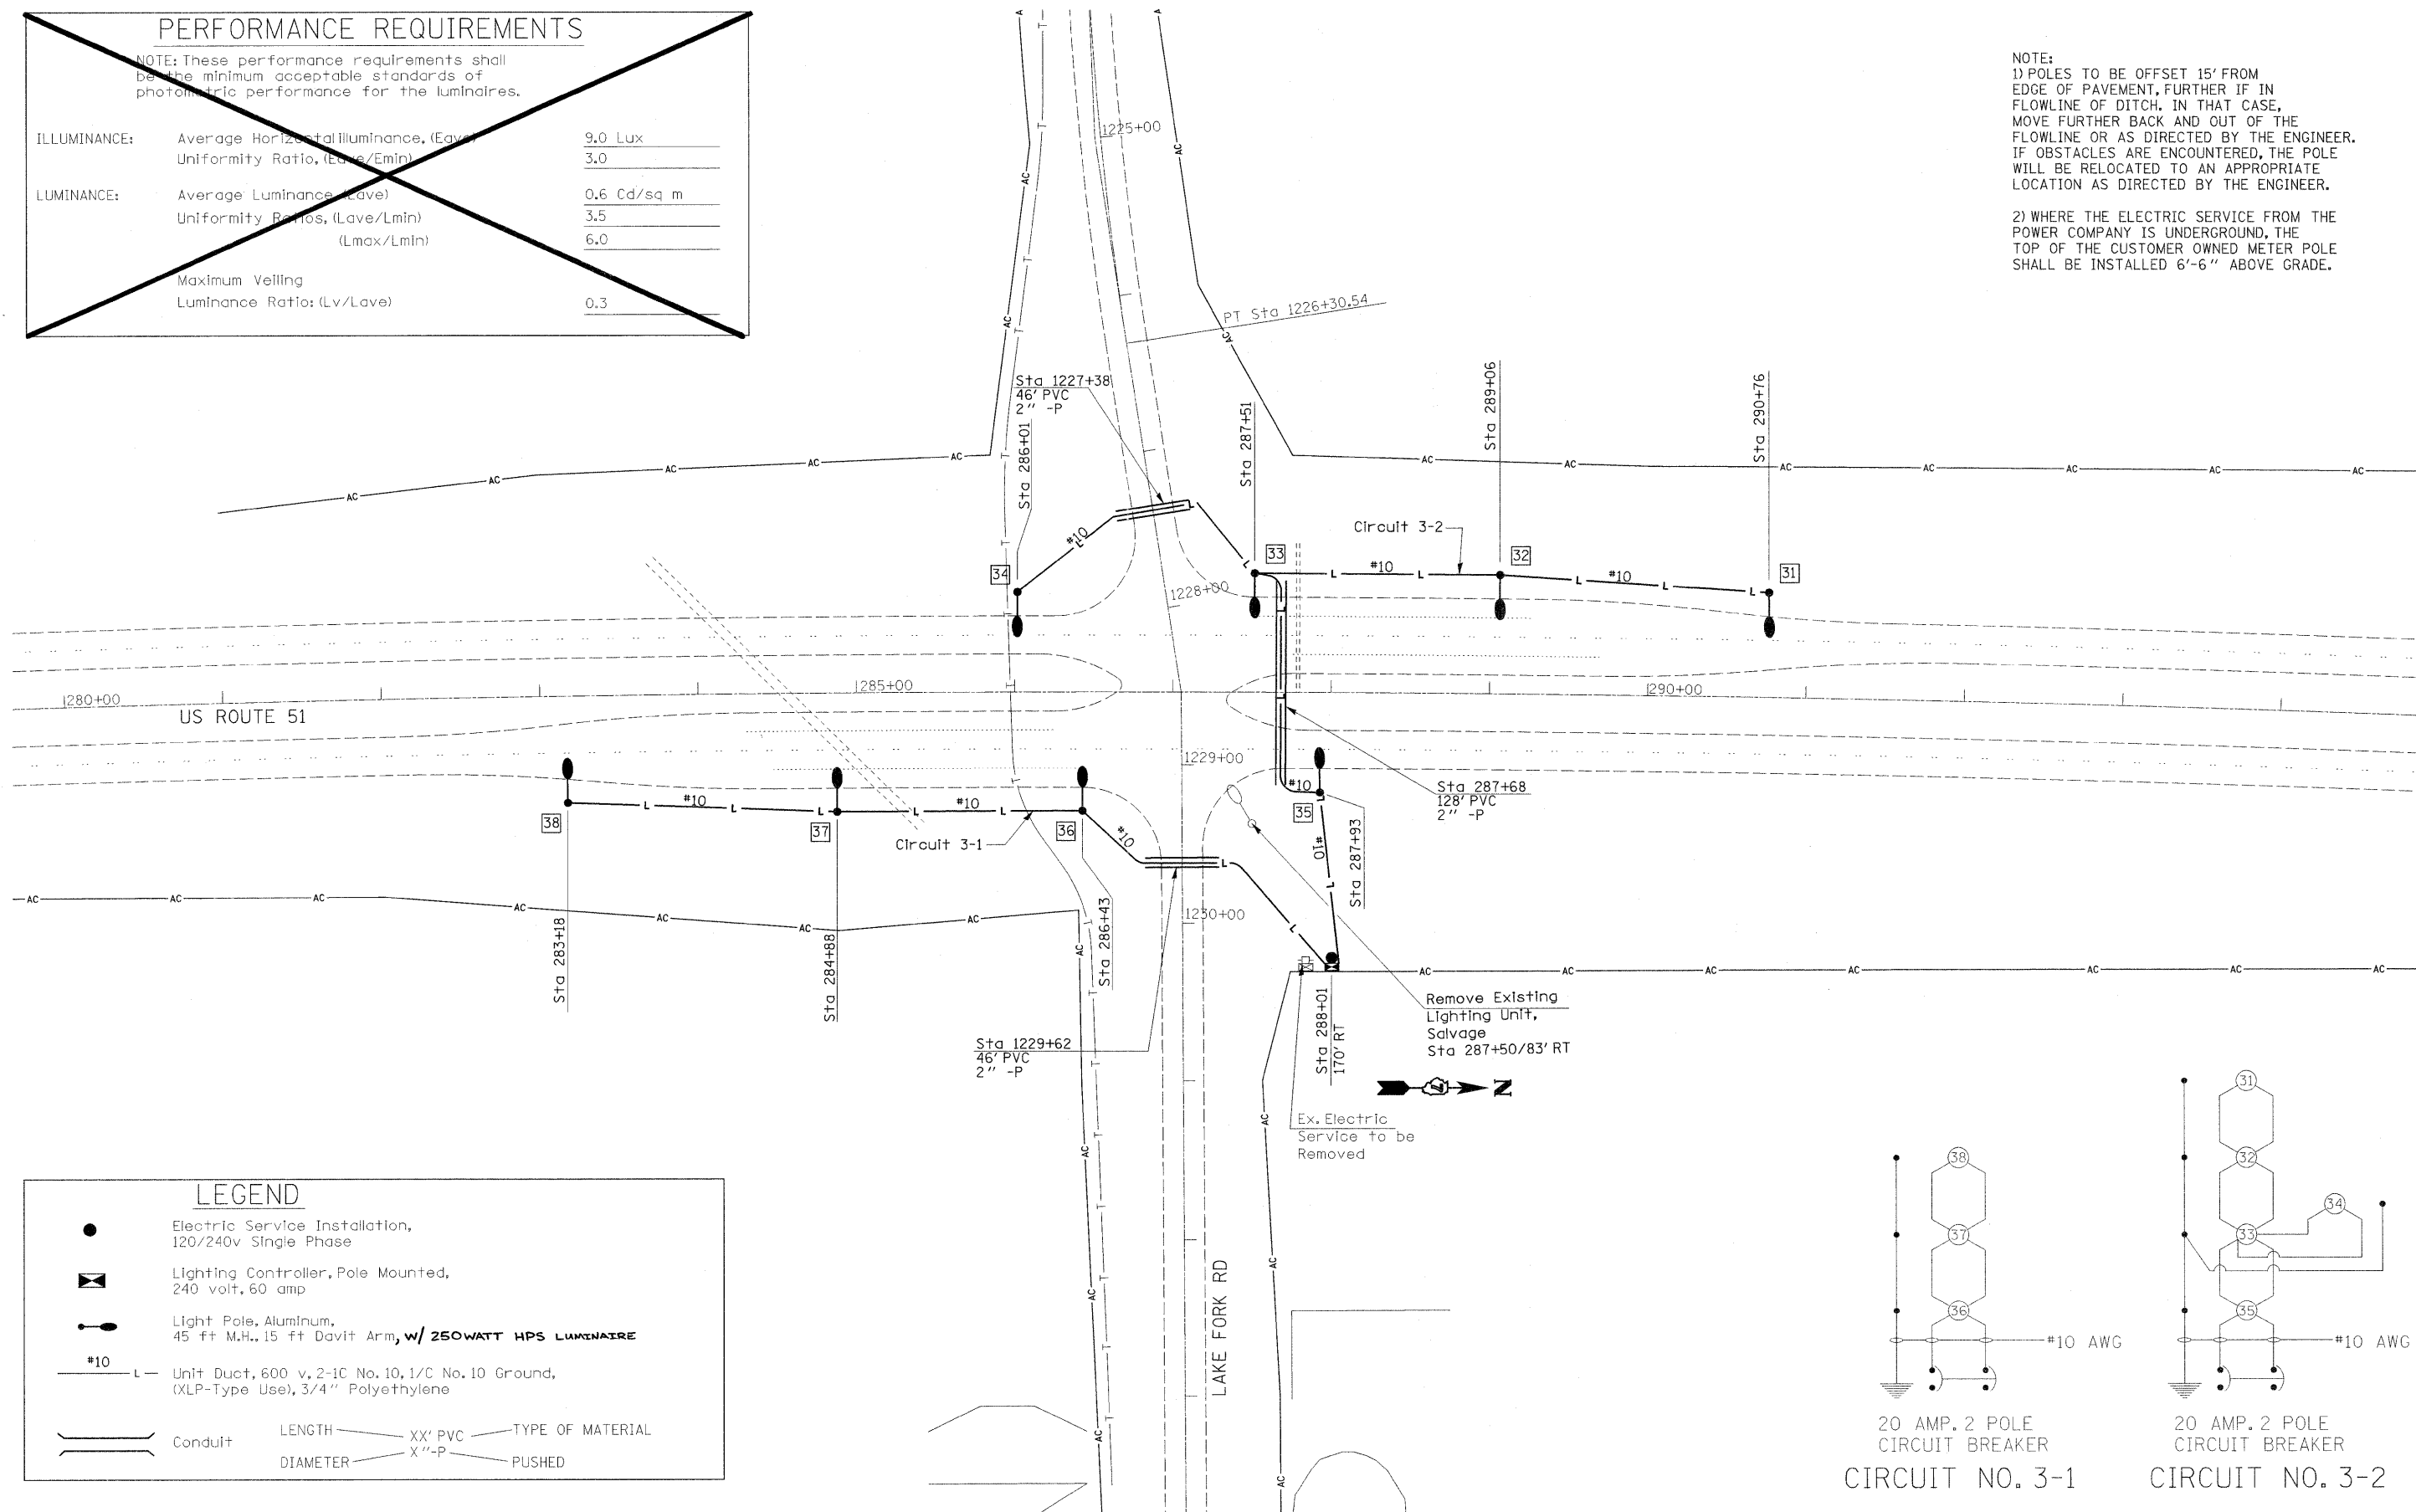 PERFORMANCE REQUIREMENTS
NOTE: These performance requirements shall
be the minimum acceptable standards of
photometric performance for the luminaires.
ILLUMINANCE: Average Horizontal illuminance, (Eave) 9.0 Lux
Uniformity Ratio, (Eave/Emin) 3.0
LUMINANCE: Average Luminance (Lave) 0.6 Cd/sq m
Uniformity Ratios, (Lave/Lmin) 3.5
(Lmax/Lmin) 6.0
Maximum Veiling
Luminance Ratio: (Lv/Lave) 0.3
NOTE:
1) POLES TO BE OFFSET 15' FROM
EDGE OF PAVEMENT, FURTHER IF IN
FLOWLINE OF DITCH. IN THAT CASE,
MOVE FURTHER BACK AND OUT OF THE
FLOWLINE OR AS DIRECTED BY THE ENGINEER.
IF OBSTACLES ARE ENCOUNTERED, THE POLE
WILL BE RELOCATED TO AN APPROPRIATE
LOCATION AS DIRECTED BY THE ENGINEER.
2) WHERE THE ELECTRIC SERVICE FROM THE
POWER COMPANY IS UNDERGROUND, THE
TOP OF THE CUSTOMER OWNED METER POLE
SHALL BE INSTALLED 6'-6" ABOVE GRADE.
1225+00
PT Sta 1226+30.54
Sta 1227+38
46' PVC
2" -P
Sta 286+01
Sta 287+51
Sta 289+06
Sta 290+76
Circuit 3-2
34
33
32
31
#10
#10
#10
1228+00
280+00
285+00
290+00
US ROUTE 51
1229+00
Sta 287+68
128' PVC
2" -P
38
37
36
35
#10
#10
#10
#10
#10
Circuit 3-1
1230+00
Sta 283+18
Sta 284+88
Sta 286+43
Sta 287+93
Sta 1229+62
46' PVC
2" -P
Sta 288+01
170' RT
Remove Existing
Lighting Unit,
Salvage
Sta 287+50/83' RT
N
Ex. Electric
Service to be
Removed
LAKE FORK RD
LEGEND
Electric Service Installation,
120/240v Single Phase
Lighting Controller, Pole Mounted,
240 volt, 60 amp
Light Pole, Aluminum,
45 ft M.H., 15 ft Davit Arm, W/ 250WATT HPS LUMINAIRE
#10
L
Unit Duct, 600 v, 2-1C No. 10, 1/C No. 10 Ground,
(XLP-Type Use), 3/4" Polyethylene
Conduit
LENGTH XX' PVC TYPE OF MATERIAL
DIAMETER X"-P PUSHED
38
37
36
#10 AWG
20 AMP. 2 POLE
CIRCUIT BREAKER
CIRCUIT NO. 3-1
31
32
34
33
35
#10 AWG
20 AMP. 2 POLE
CIRCUIT BREAKER
CIRCUIT NO. 3-2